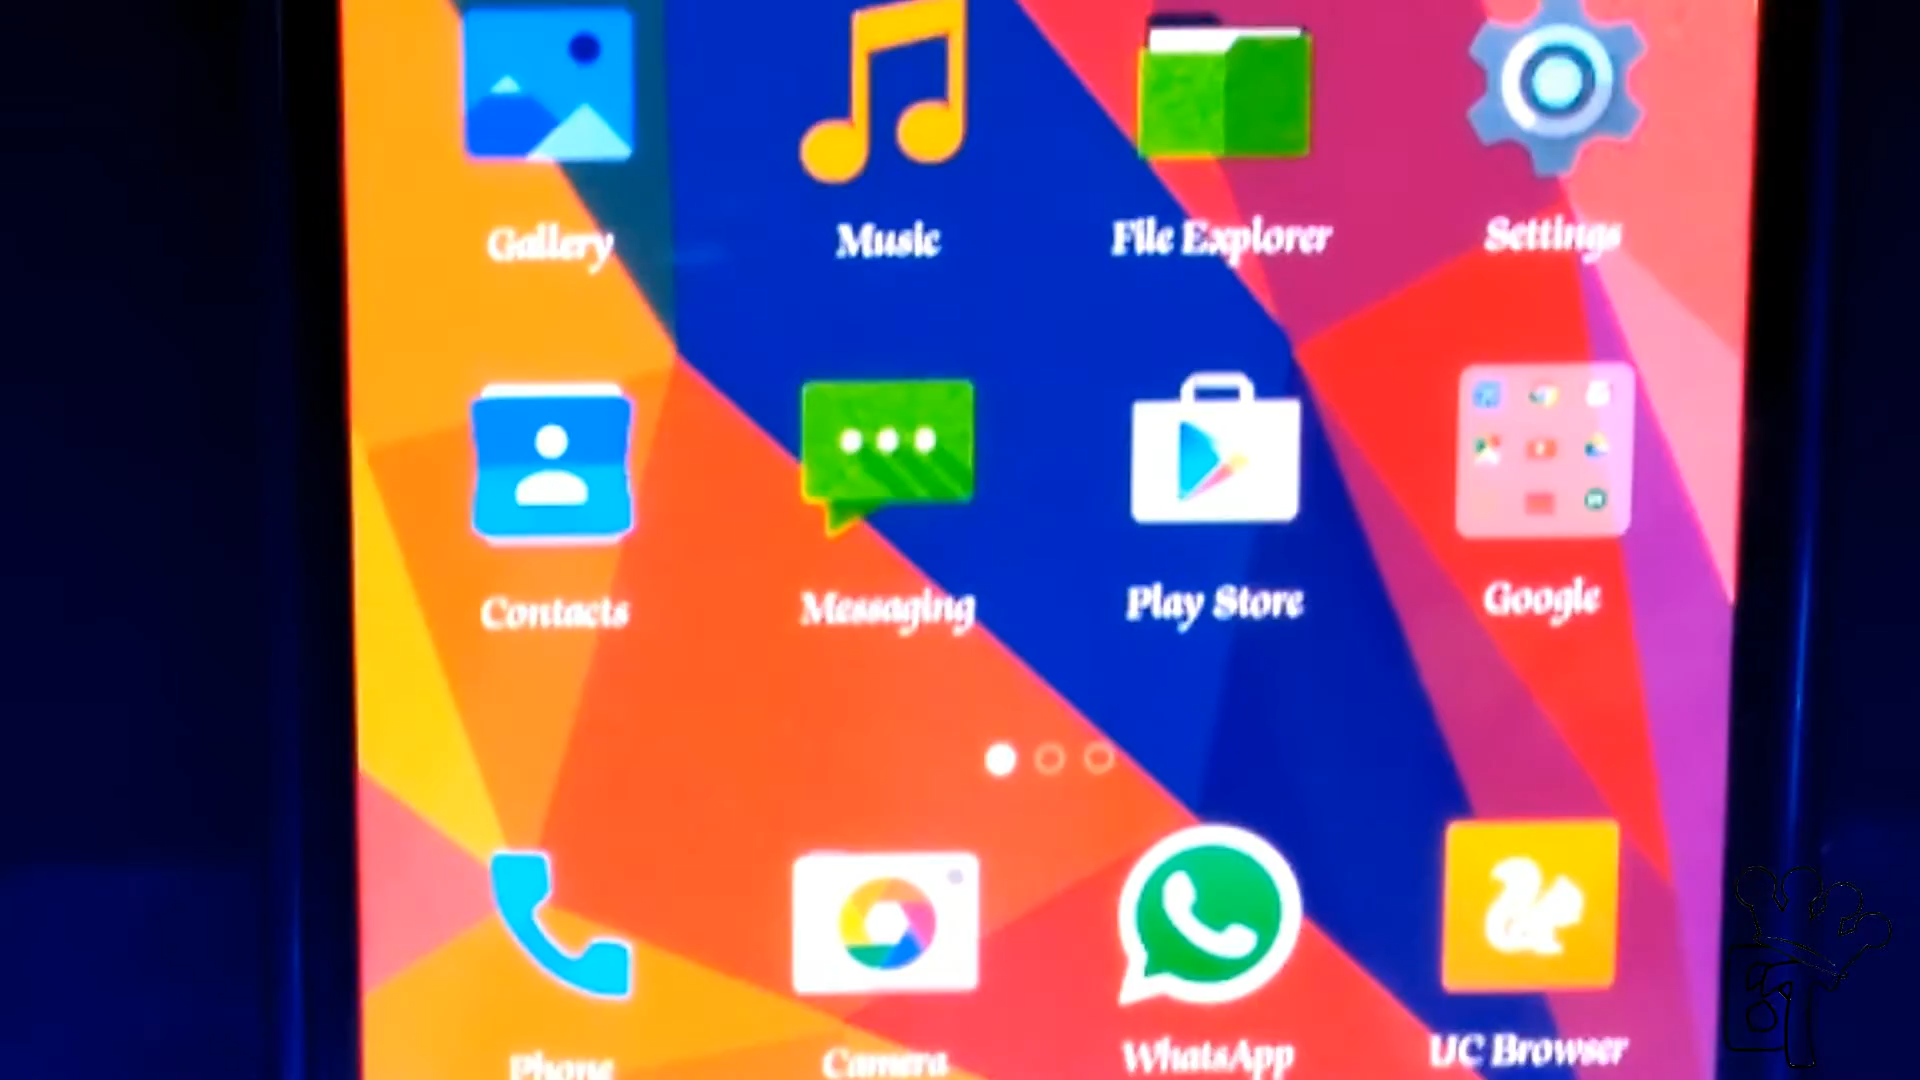 Gallery Music File Explorer Settings
Contacts Messaging Play Store Google
Phone Camera WhatsApp UC Browser